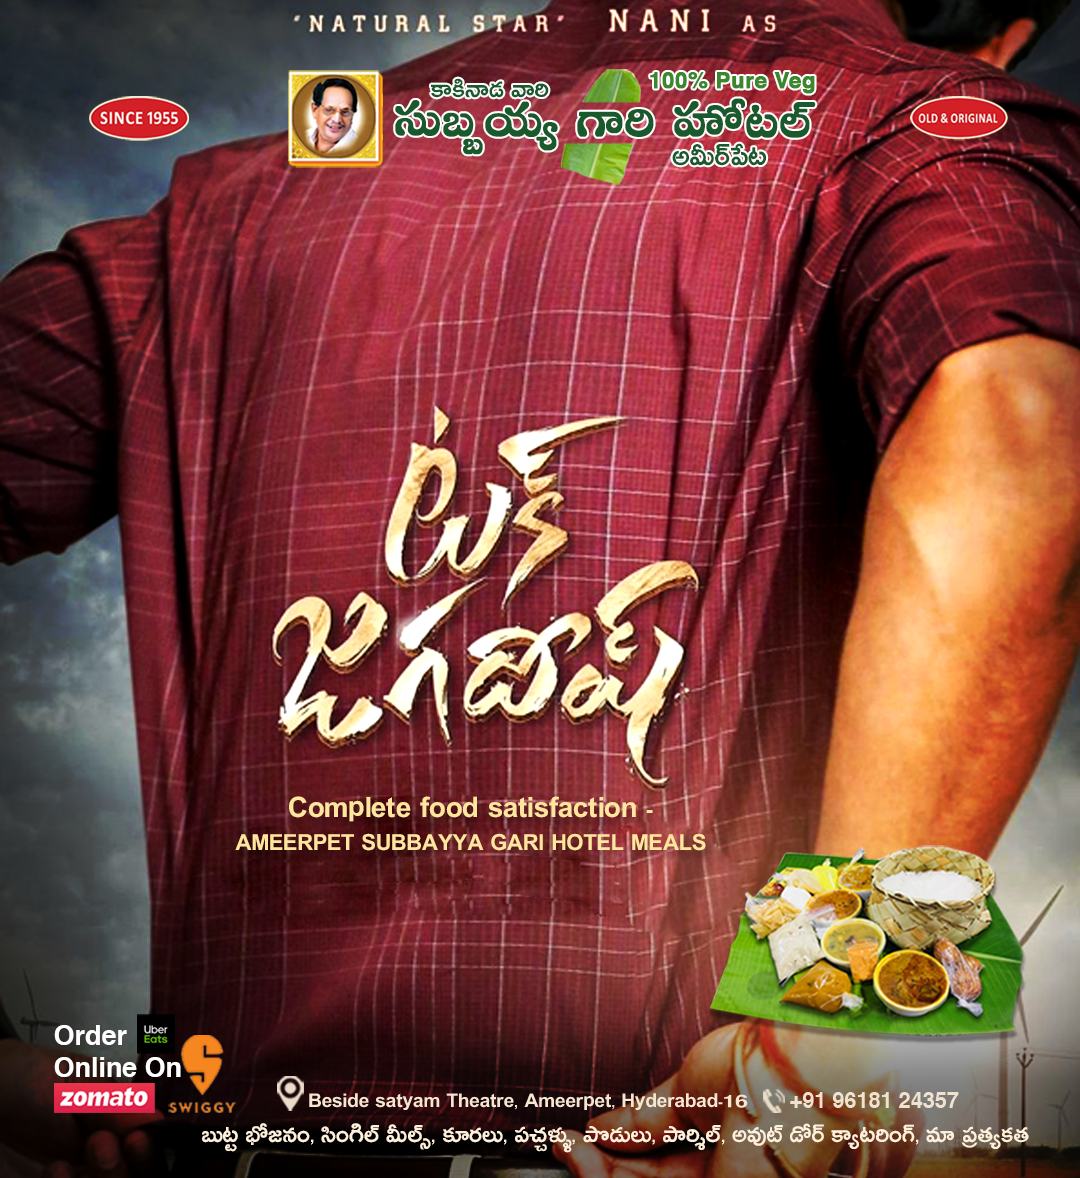 'NATURAL STAR' NANI AS
SINCE 1955
కాకినాడ వారి
100% Pure Veg
సుబ్బయ్య గారి హోటల్
అమీర్‌పేట
OLD & ORIGINAL
టక్
జగదీష్
Complete food satisfaction -
AMEERPET SUBBAYYA GARI HOTEL MEALS
Order
Online On
Uber
Eats
zomato
SWIGGY
Beside satyam Theatre, Ameerpet, Hyderabad-16 +91 96181 24357
బుట్ట భోజనం, సింగిల్ మీల్స్, కూరలు, పచ్చళ్ళు, పొడులు, పార్శిల్, అవుట్ డోర్ క్యాటరింగ్, మా ప్రత్యకత